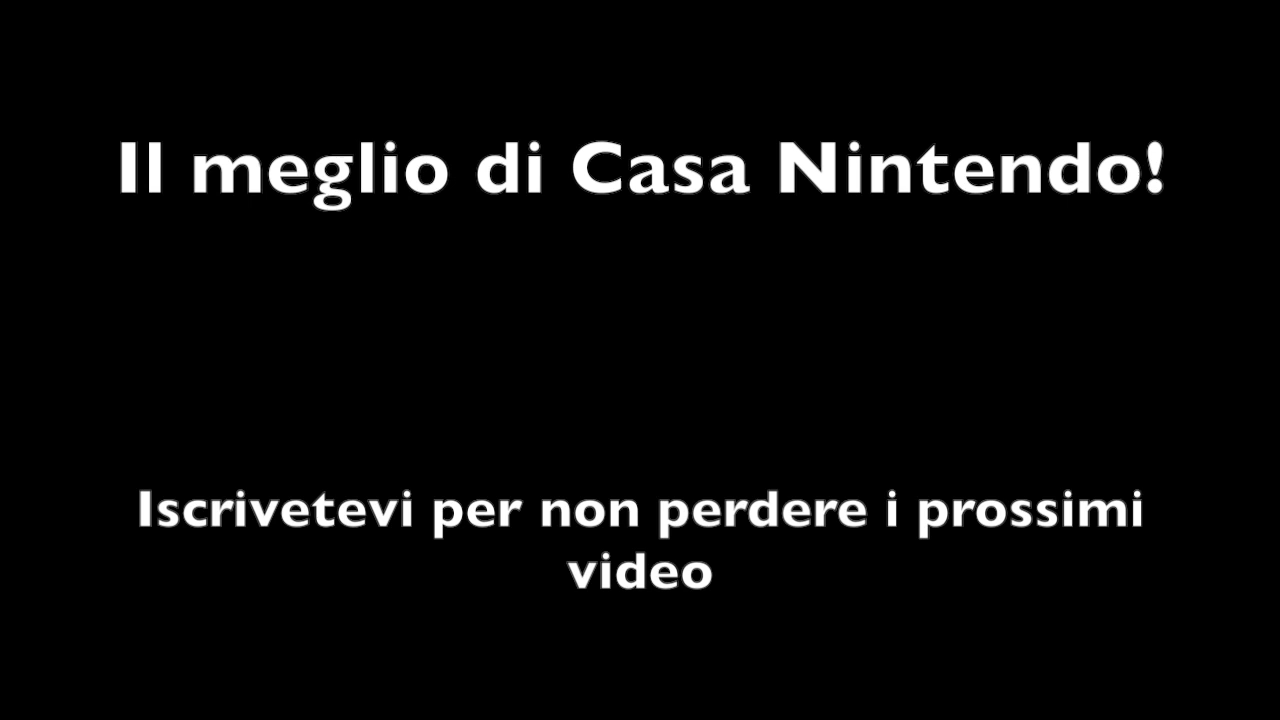 Il meglio di Casa Nintendo!
Iscrivetevi per non perdere i prossimi
video